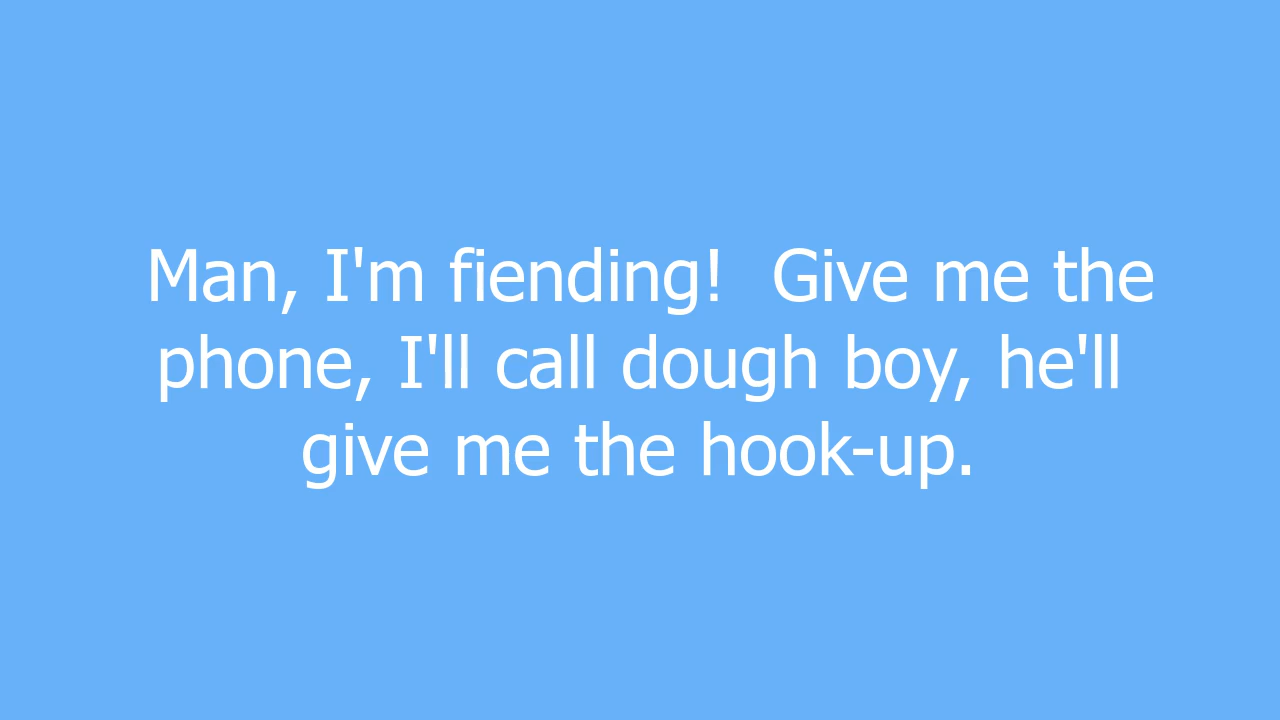 Man, I'm fiending!  Give me the
phone, I'll call dough boy, he'll
give me the hook-up.